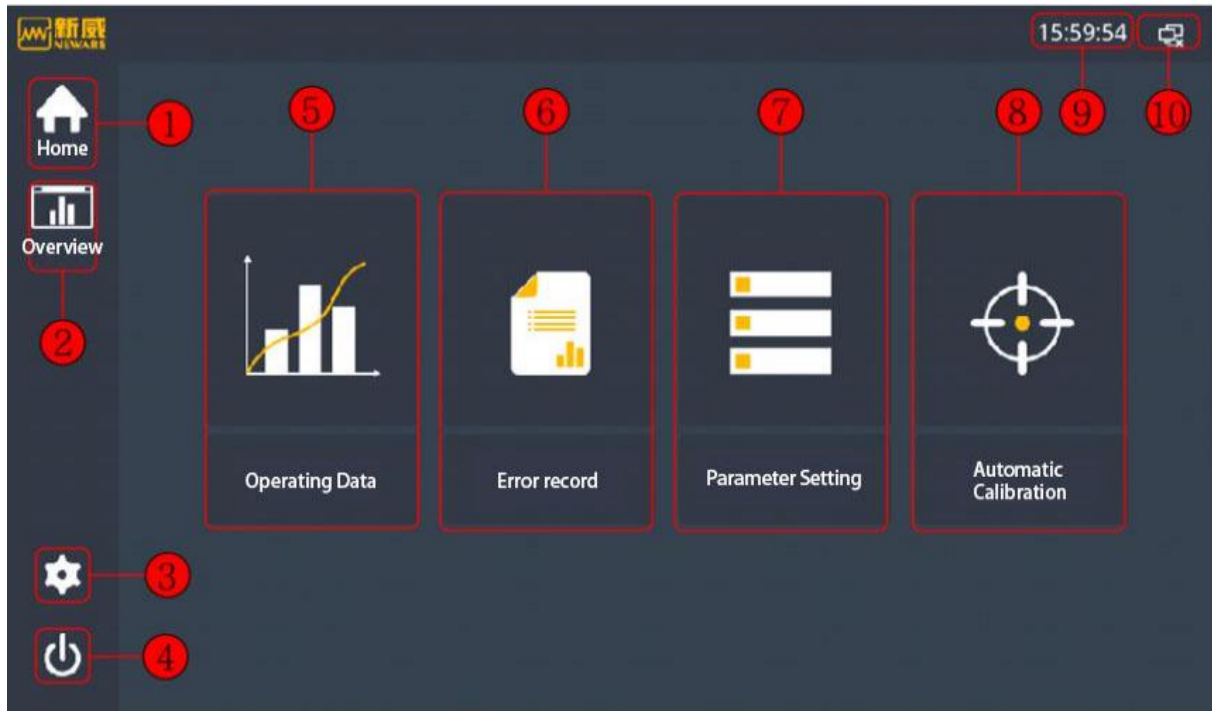 新威
NEWARE
15:59:54
Home
1
5
6
7
8
9
10
Overview
2
Operating Data
Error record
Parameter Setting
Automatic
Calibration
3
4